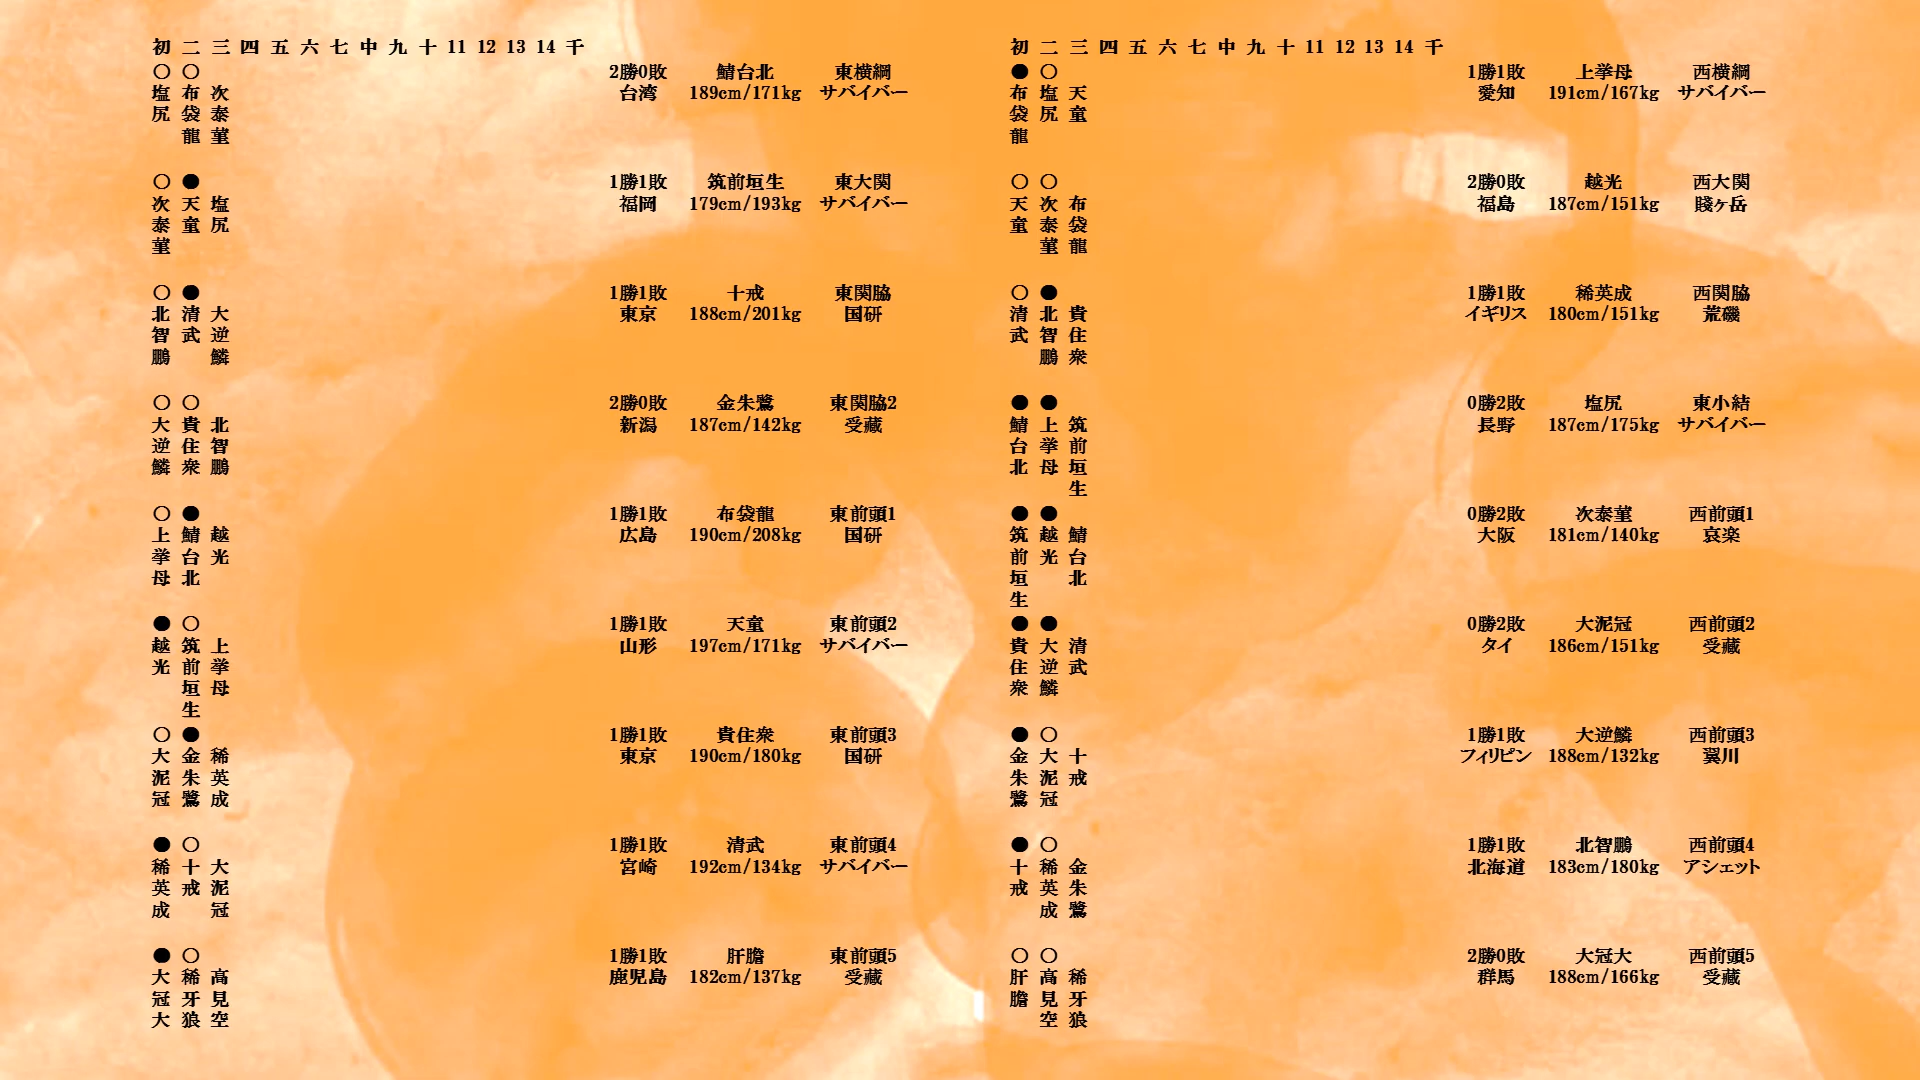 初 二 三 四 五 六 七 中 九 十 11 12 13 14 千
○ ○ 2勝0敗 鯖台北 東横綱
塩尻 布袋龍 次泰菫 台湾 189cm/171kg サバイバー
○ ● 1勝1敗 筑前垣生 東大関
次泰菫 天童 塩尻 福岡 179cm/193kg サバイバー
○ ● 1勝1敗 十戒 東関脇
北智鵬 清武 大逆鱗 東京 188cm/201kg 国研
○ ○ 2勝0敗 金朱鷺 東関脇2
大逆鱗 貴住衆 北智鵬 新潟 187cm/142kg 受蔵
○ ● 1勝1敗 布袋龍 東前頭1
上挙母 鯖台北 越光 広島 190cm/208kg 国研
● ○ 1勝1敗 天童 東前頭2
越光 筑前垣生 上挙母 山形 197cm/171kg サバイバー
○ ● 1勝1敗 貴住衆 東前頭3
大泥冠 金朱鷺 稀英成 東京 190cm/180kg 国研
● ○ 1勝1敗 清武 東前頭4
稀英成 十戒 大泥冠 宮崎 192cm/134kg サバイバー
● ○ 1勝1敗 肝膽 東前頭5
大冠大 稀牙狼 高見空 鹿児島 182cm/137kg 受蔵
初 二 三 四 五 六 七 中 九 十 11 12 13 14 千
● ○ 1勝1敗 上挙母 西横綱
布袋龍 塩尻 天童 愛知 191cm/167kg サバイバー
○ ○ 2勝0敗 越光 西大関
天童 次泰菫 布袋龍 福島 187cm/151kg 賤ヶ岳
○ ● 1勝1敗 稀英成 西関脇
清武 北智鵬 貴住衆 イギリス 180cm/151kg 荒磯
● ● 0勝2敗 塩尻 東小結
鯖台北 上挙母 筑前垣生 長野 187cm/175kg サバイバー
● ● 0勝2敗 次泰菫 西前頭1
筑前垣生 越光 鯖台北 大阪 181cm/140kg 哀楽
● ● 0勝2敗 大泥冠 西前頭2
貴住衆 大逆鱗 清武 タイ 186cm/151kg 受蔵
● ○ 1勝1敗 大逆鱗 西前頭3
金朱鷺 大泥冠 十戒 フィリピン 188cm/132kg 翼川
● ○ 1勝1敗 北智鵬 西前頭4
十戒 稀英成 金朱鷺 北海道 183cm/180kg アシェット
○ ○ 2勝0敗 大冠大 西前頭5
肝膽 高見空 稀牙狼 群馬 188cm/166kg 受蔵